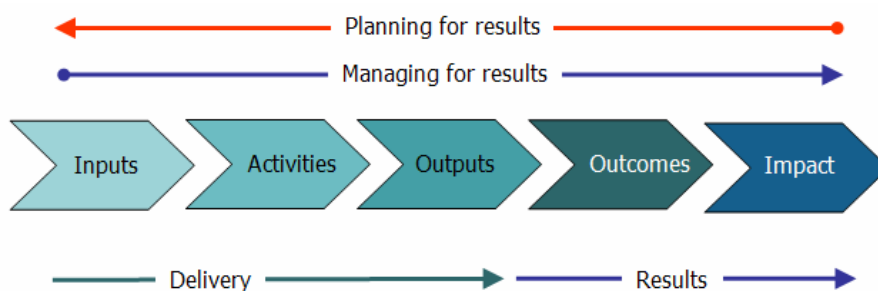 Planning for results
Managing for results
Inputs
Activities
Outputs
Outcomes
Impact
Delivery
Results